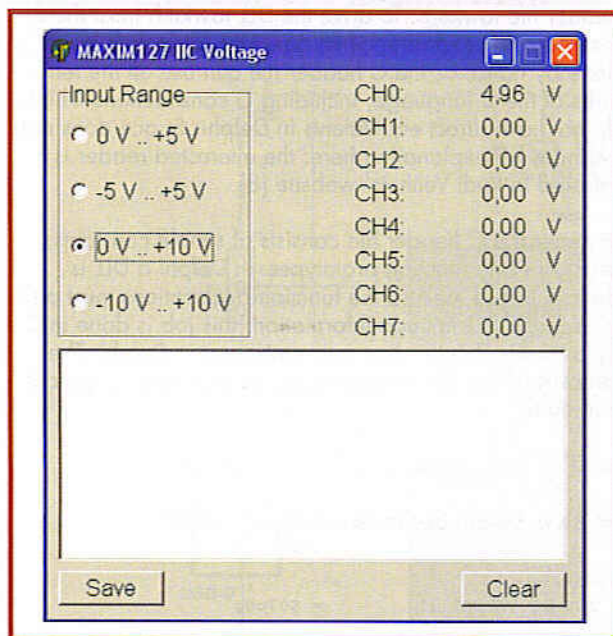 MAXIM127 IIC Voltage
Input Range
0 V .. +5 V
-5 V .. +5 V
0 V .. +10 V
-10 V .. +10 V
CH0: 4,96 V
CH1: 0,00 V
CH2: 0,00 V
CH3: 0,00 V
CH4: 0,00 V
CH5: 0,00 V
CH6: 0,00 V
CH7: 0,00 V
Save
Clear